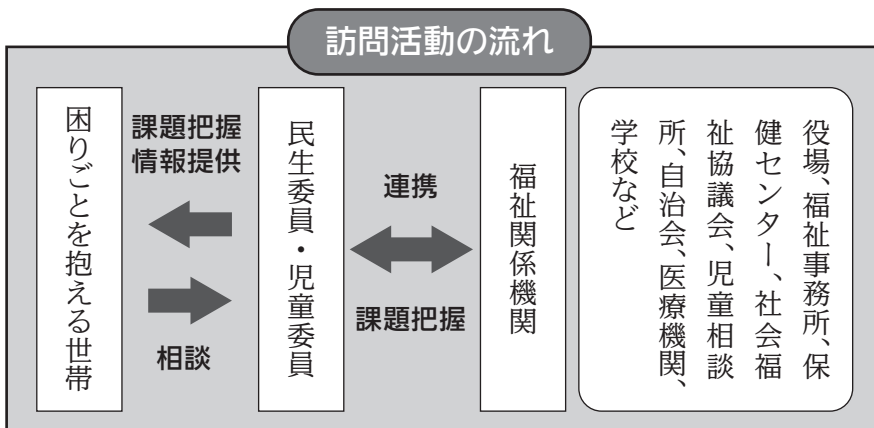 訪問活動の流れ
困りごとを抱える世帯
課題把握
情報提供
相談
民生委員・児童委員
連携
課題把握
福祉関係機関
役場、福祉事務所、保
健センター、社会福
祉協議会、児童相談
所、自治会、医療機関、
学校など